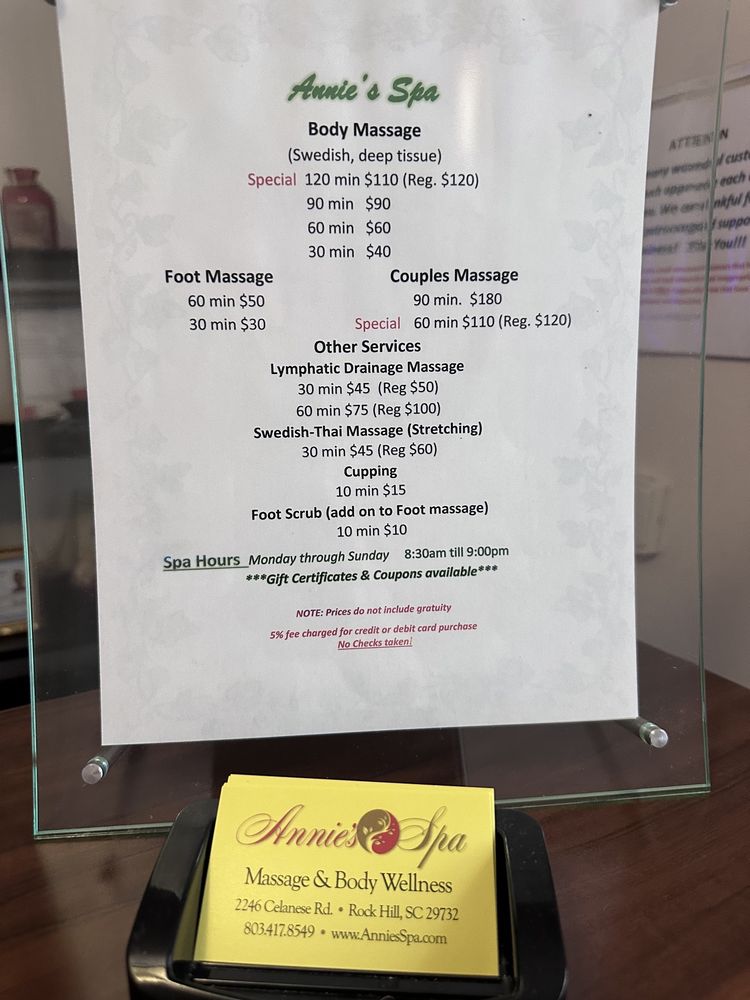 Annie's Spa
Body Massage
(Swedish, deep tissue)
Special 120 min $110 (Reg. $120)
90 min $90
60 min $60
30 min $40
Foot Massage
60 min $50
30 min $30
Couples Massage
90 min. $180
Special 60 min $110 (Reg. $120)
Other Services
Lymphatic Drainage Massage
30 min $45 (Reg $50)
60 min $75 (Reg $100)
Swedish-Thai Massage (Stretching)
30 min $45 (Reg $60)
Cupping
10 min $15
Foot Scrub (add on to Foot massage)
10 min $10
Spa Hours Monday through Sunday 8:30am till 9:00pm
***Gift Certificates & Coupons available***
NOTE: Prices do not include gratuity
5% fee charged for credit or debit card purchase
No Checks taken!
Annie's Spa
Massage & Body Wellness
2246 Celanese Rd. • Rock Hill, SC 29732
803.417.8549 • www.AnniesSpa.com
each
You!!!